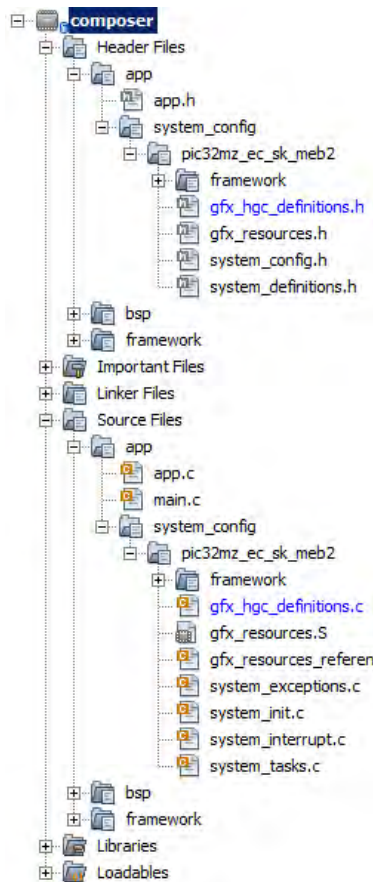 composer
Header Files
app
app.h
system_config
pic32mz_ec_sk_meb2
framework
gfx_hgc_definitions.h
gfx_resources.h
system_config.h
system_definitions.h
bsp
framework
Important Files
Linker Files
Source Files
app
app.c
main.c
system_config
pic32mz_ec_sk_meb2
framework
gfx_hgc_definitions.c
gfx_resources.S
gfx_resources_referen
system_exceptions.c
system_init.c
system_interrupt.c
system_tasks.c
bsp
framework
Libraries
Loadables